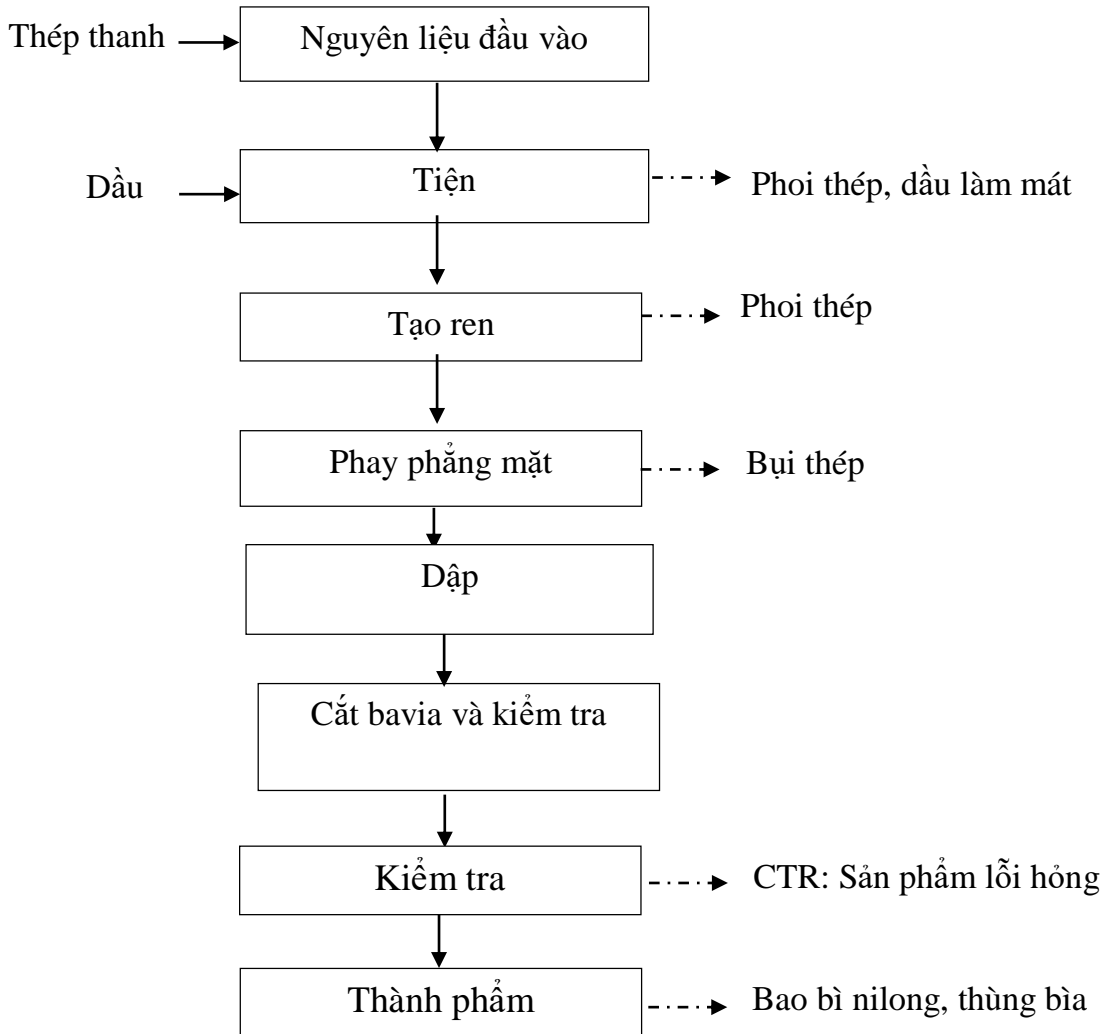 Thép thanh
Nguyên liệu đầu vào
Dầu
Tiện
Phoi thép, dầu làm mát
Tạo ren
Phoi thép
Phay phẳng mặt
Bụi thép
Dập
Cắt bavia và kiểm tra
Kiểm tra
CTR: Sản phẩm lỗi hỏng
Thành phẩm
Bao bì nilong, thùng bìa